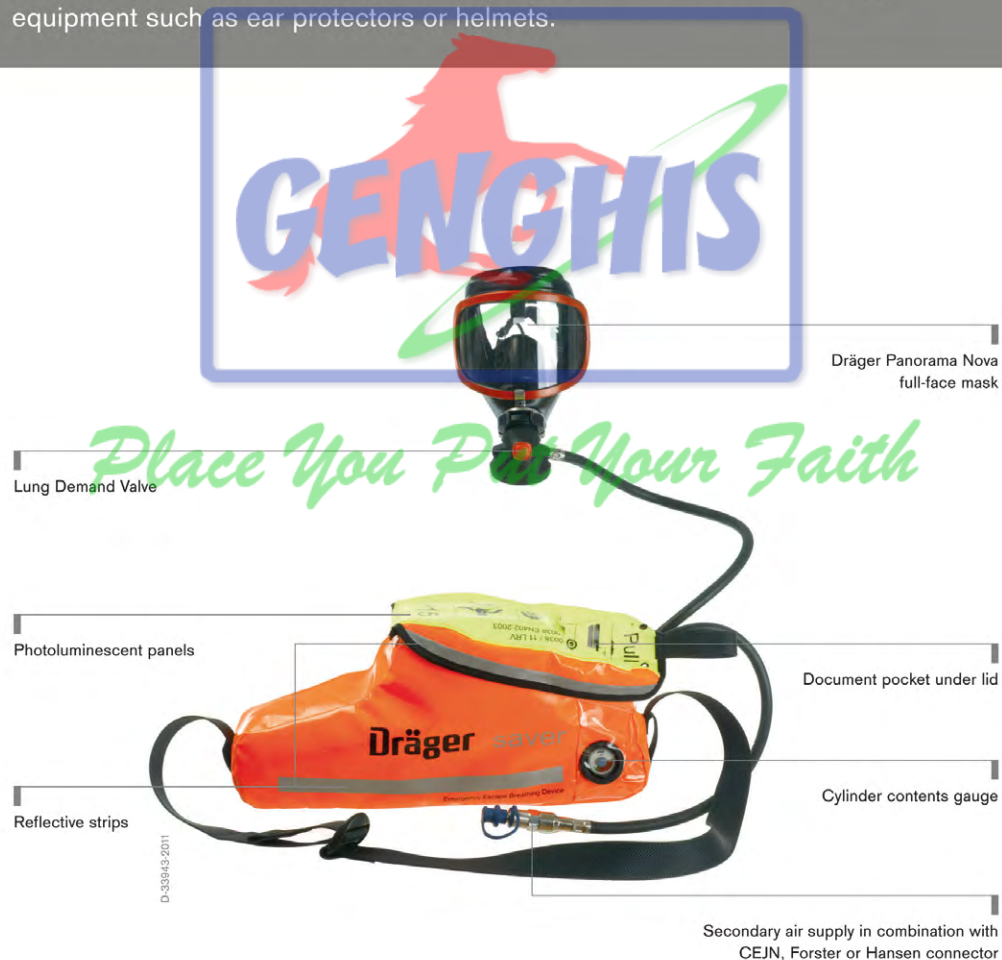 equipment such as ear protectors or helmets.
GENGHIS
Dräger Panorama Nova
full-face mask
Place You Put Your Faith
Lung Demand Valve
Photoluminescent panels
Pull
Document pocket under lid
Dräger saver
Emergency Escape Breathing Device
Cylinder contents gauge
Reflective strips
D-33943-2011
Secondary air supply in combination with
CEJN, Forster or Hansen connector